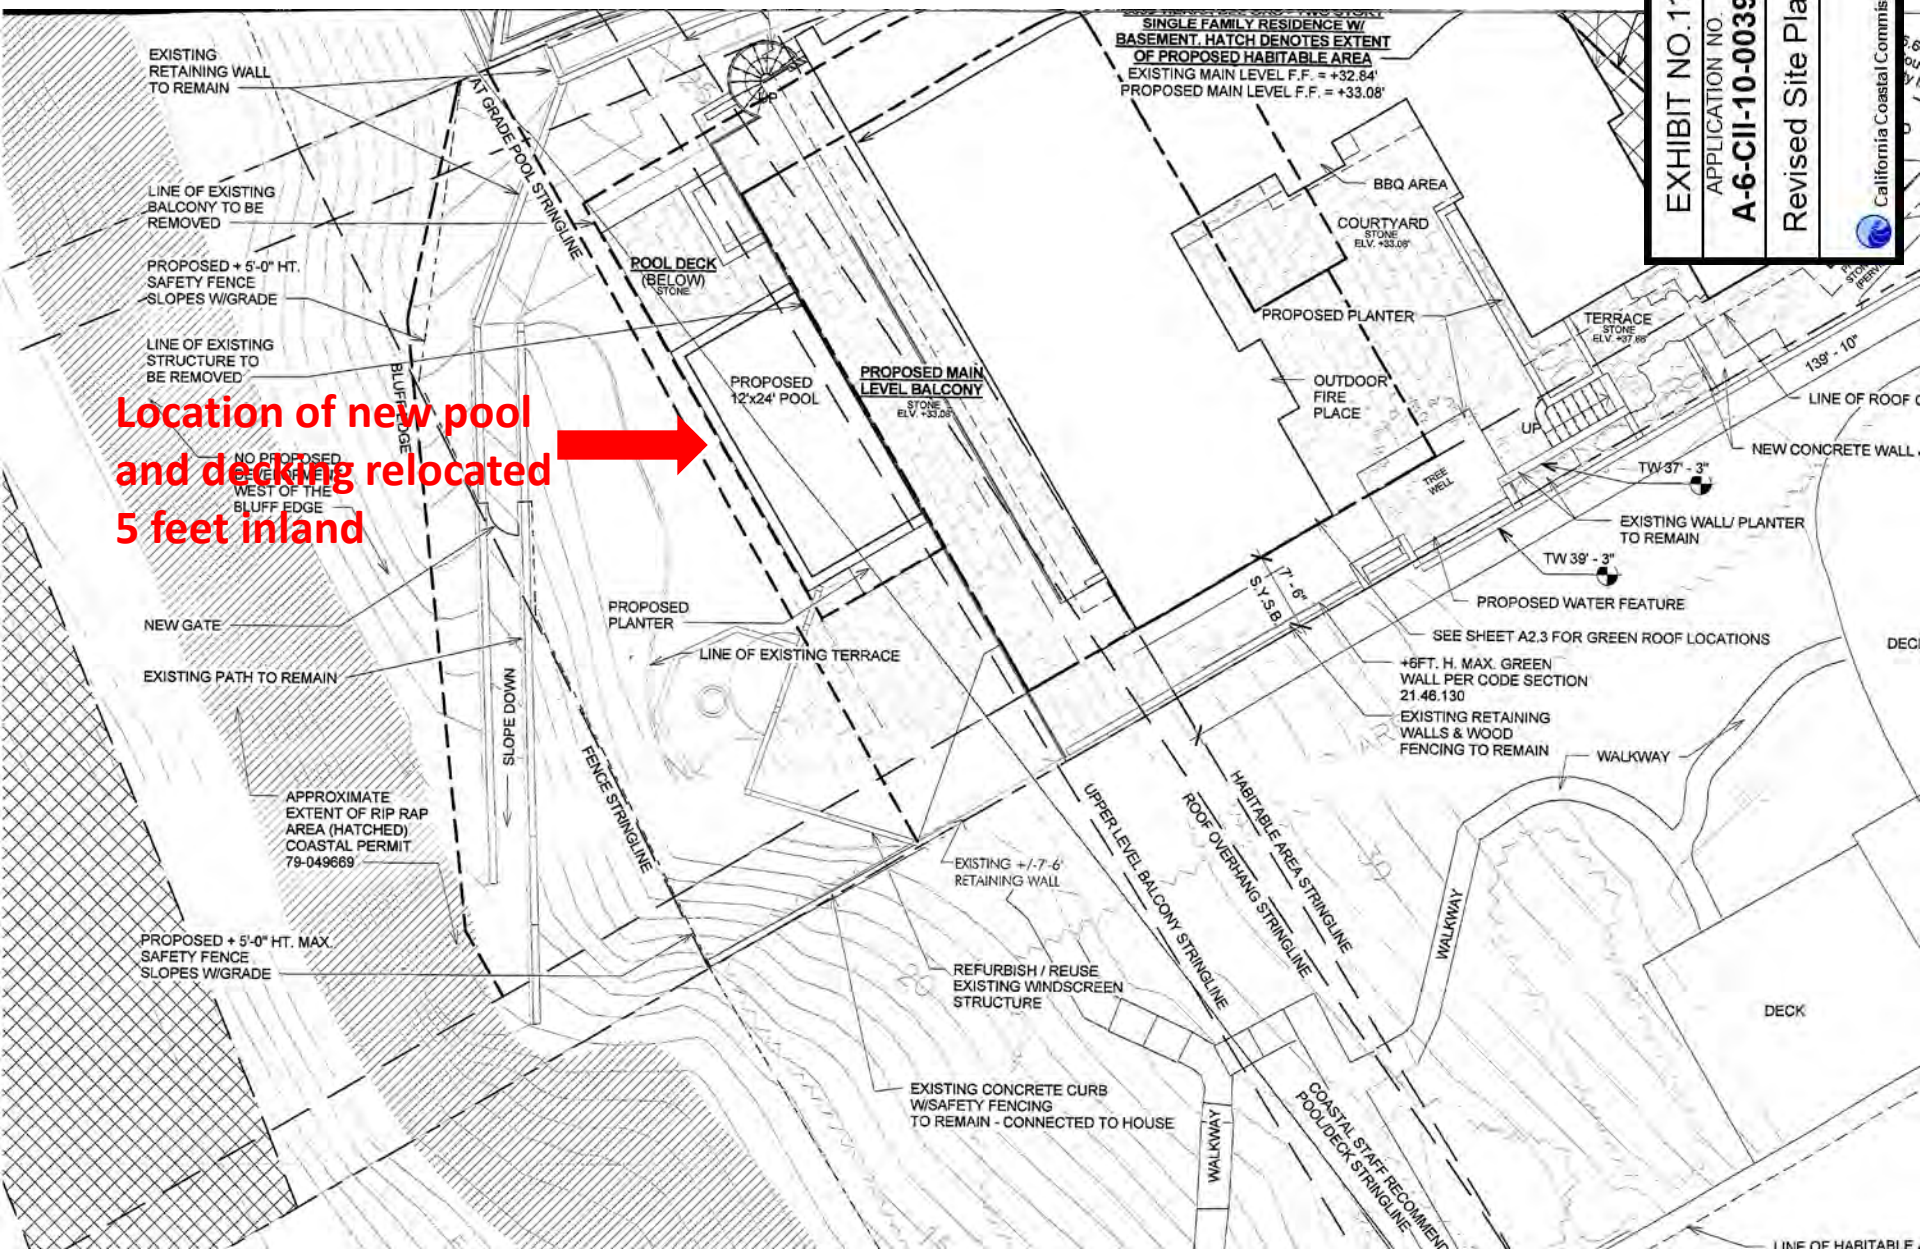 EXISTING
RETAINING WALL
TO REMAIN
LINE OF EXISTING
BALCONY TO BE
REMOVED
PROPOSED + 5'-0" HT.
SAFETY FENCE
SLOPES W/GRADE
LINE OF EXISTING
STRUCTURE TO
BE REMOVED
Location of new pool
and decking relocated
5 feet inland
NO PROPOSED
DEVELOPMENT
WEST OF THE
BLUFF EDGE
BLUFF EDGE
NEW GATE
EXISTING PATH TO REMAIN
SLOPE DOWN
APPROXIMATE
EXTENT OF RIP RAP
AREA (HATCHED)
COASTAL PERMIT
79-049669
PROPOSED + 5'-0" HT. MAX.
SAFETY FENCE
SLOPES W/GRADE
AT GRADE POOL STRINGLINE
FENCE STRINGLINE
UP
POOL DECK
(BELOW)
STONE
PROPOSED
12'x24' POOL
PROPOSED MAIN
LEVEL BALCONY
STONE
ELV. +33.08'
PROPOSED
PLANTER
LINE OF EXISTING TERRACE
SINGLE FAMILY RESIDENCE W/
BASEMENT. HATCH DENOTES EXTENT
OF PROPOSED HABITABLE AREA
EXISTING MAIN LEVEL F.F. = +32.84'
PROPOSED MAIN LEVEL F.F. = +33.08'
BBQ AREA
COURTYARD
STONE
ELV. +33.08'
PROPOSED PLANTER
OUTDOOR
FIRE
PLACE
TERRACE
STONE
UP
TREE
WELL
139' - 10"
LINE OF ROOF
NEW CONCRETE WALL
TW 37' - 3"
EXISTING WALL/ PLANTER
TO REMAIN
TW 39' - 3"
PROPOSED WATER FEATURE
7' - 6"
S.Y.S.B.
SEE SHEET A2.3 FOR GREEN ROOF LOCATIONS
+6FT. H. MAX. GREEN
WALL PER CODE SECTION
21.46.130
EXISTING RETAINING
WALLS & WOOD
FENCING TO REMAIN
WALKWAY
WALKWAY
WALKWAY
DECK
EXISTING +/-7'-6'
RETAINING WALL
REFURBISH / REUSE
EXISTING WINDSCREEN
STRUCTURE
EXISTING CONCRETE CURB
W/SAFETY FENCING
TO REMAIN - CONNECTED TO HOUSE
UPPER LEVEL BALCONY STRINGLINE
ROOF OVERHANG STRINGLINE
HABITABLE AREA STRINGLINE
COASTAL STAFF RECOMMEND
POOL/DECK STRINGLINE
LINE OF HABITABLE
EXHIBIT NO.
APPLICATION NO.
A-6-CII-10-0039
Revised Site
California Coastal